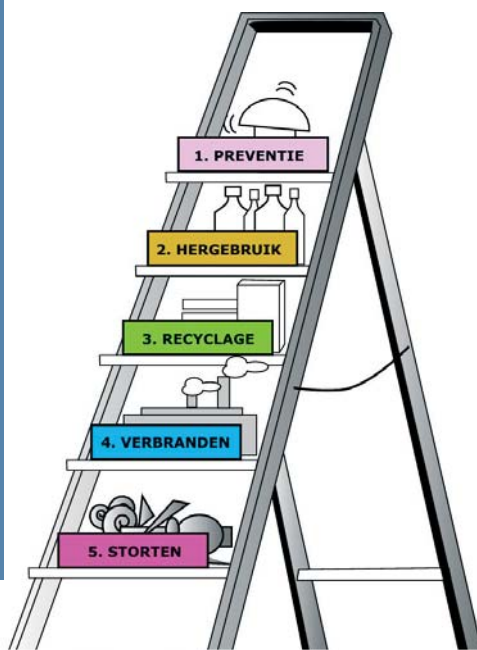 1. PREVENTIE
2. HERGEBRUIK
3. RECYCLAGE
4. VERBRANDEN
5. STORTEN